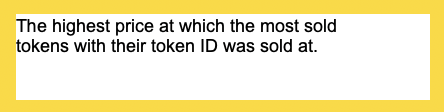 The highest price at which the most sold
tokens with their token ID was sold at.